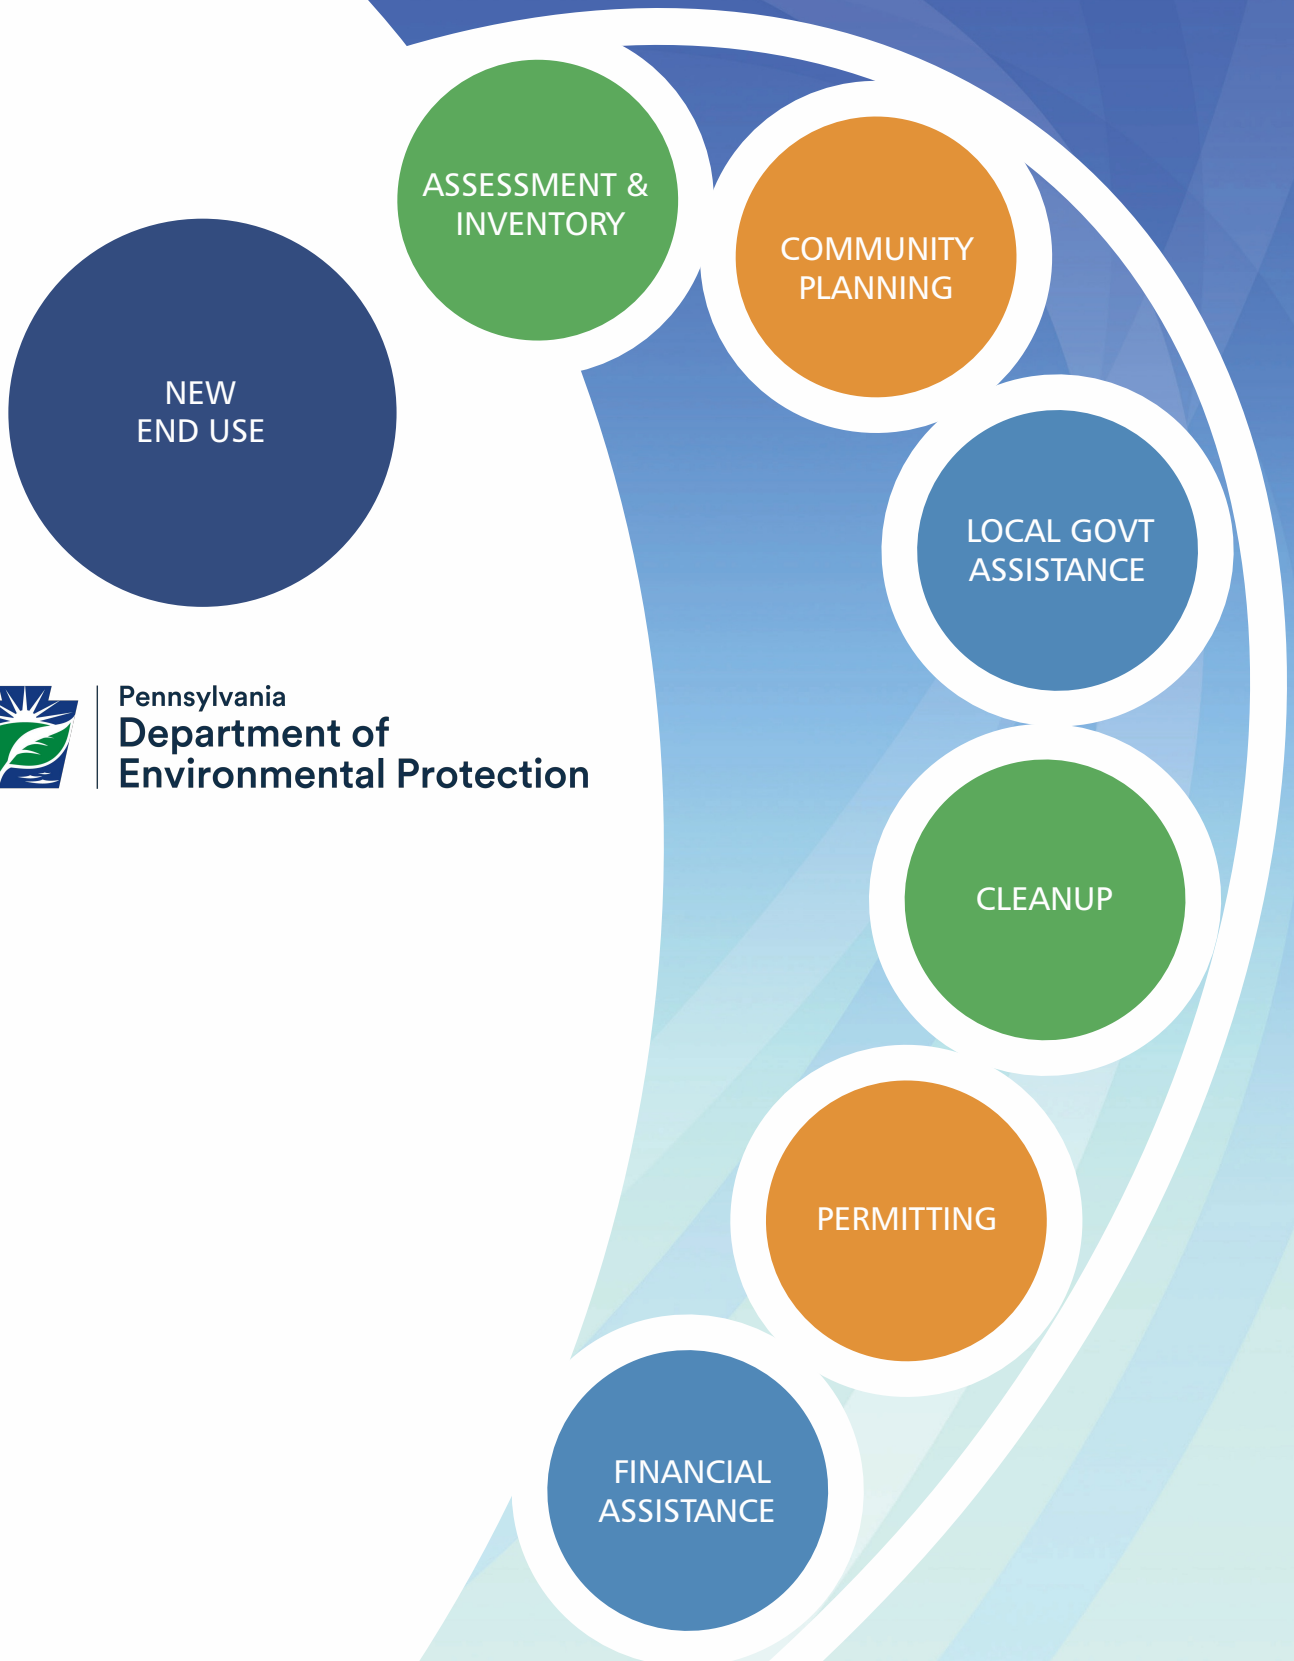 ASSESSMENT &
INVENTORY
COMMUNITY
PLANNING
NEW
END USE
LOCAL GOVT
ASSISTANCE
Pennsylvania
Department of
Environmental Protection
CLEANUP
PERMITTING
FINANCIAL
ASSISTANCE